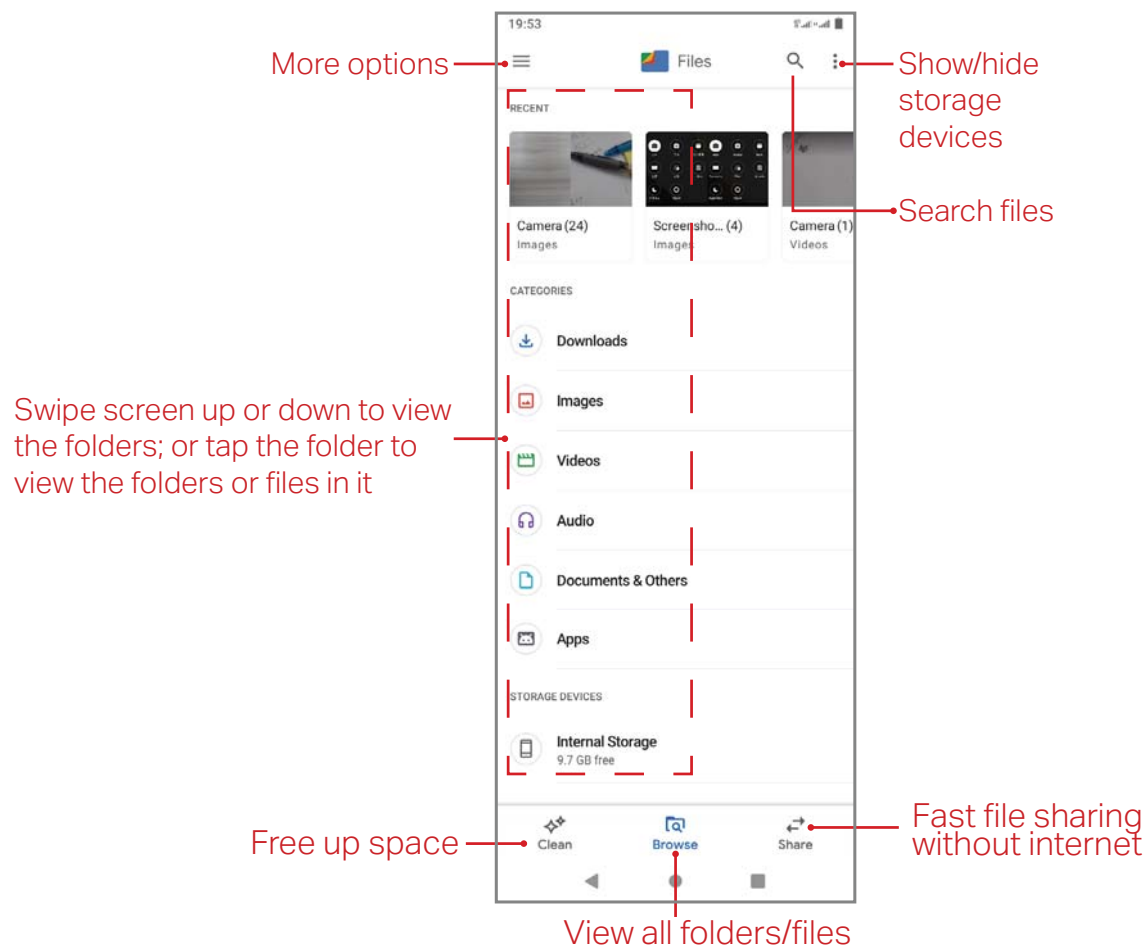 19:53
More options
Files
Show/hide
storage
devices
RECENT
Search files
Camera (24)
Images
Screensho... (4)
Images
Camera (1)
Videos
CATEGORIES
Downloads
Images
Swipe screen up or down to view
the folders; or tap the folder to
view the folders or files in it
Videos
Audio
Documents & Others
Apps
STORAGE DEVICES
Internal Storage
9.7 GB free
Free up space
Clean
Browse
Share
Fast file sharing
without internet
View all folders/files